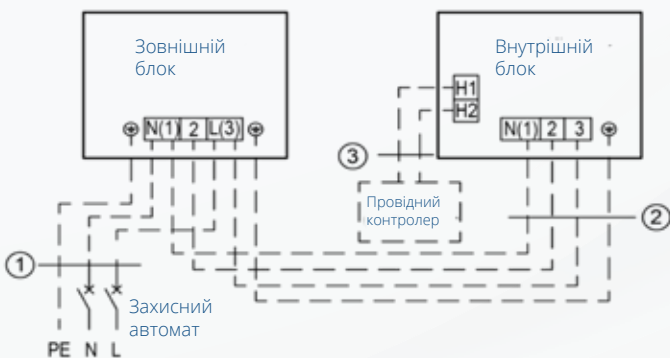 Зовнішній
блок
Внутрішній
блок
H1
H2
N(1) 2 L(3)
N(1) 2 3
3
Провідний
контролер
2
1
Захисний
автомат
PE N L